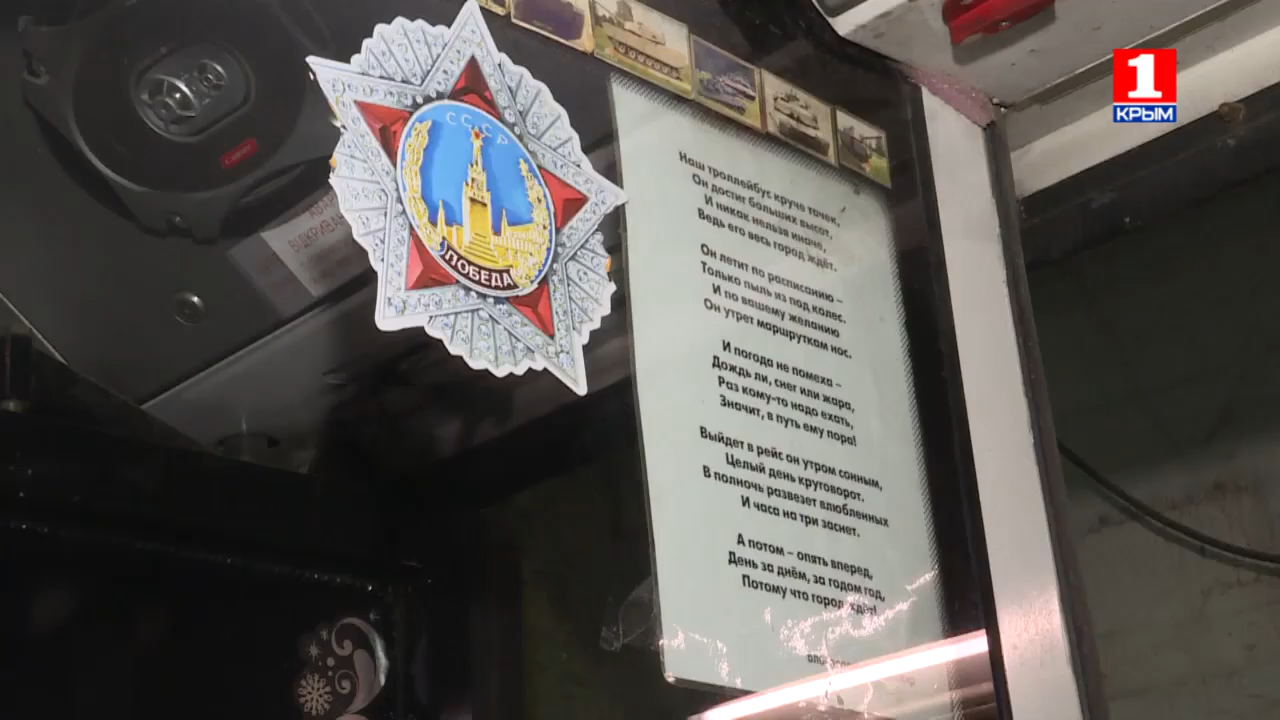 1
КРЫМ
СССР
ПОБЕДА
Наш троллейбус круче тачек,
Он достиг больших высот,
И никак нельзя иначе,
Ведь его весь город ждёт.
Он летит по расписанию –
Только пыль из под колес.
И по вашему желанию
Он утрет маршруткам нос.
И погода не помеха –
Дождь ли, снег или жара,
Раз кому-то надо ехать,
Значит, в путь ему пора!
Выйдет в рейс он утром сонным,
Целый день круговорот.
В полночь развезет влюбленных
И часа на три заснет.
А потом – опять вперед,
День за днём, за годом год,
Потому что город ждёт!